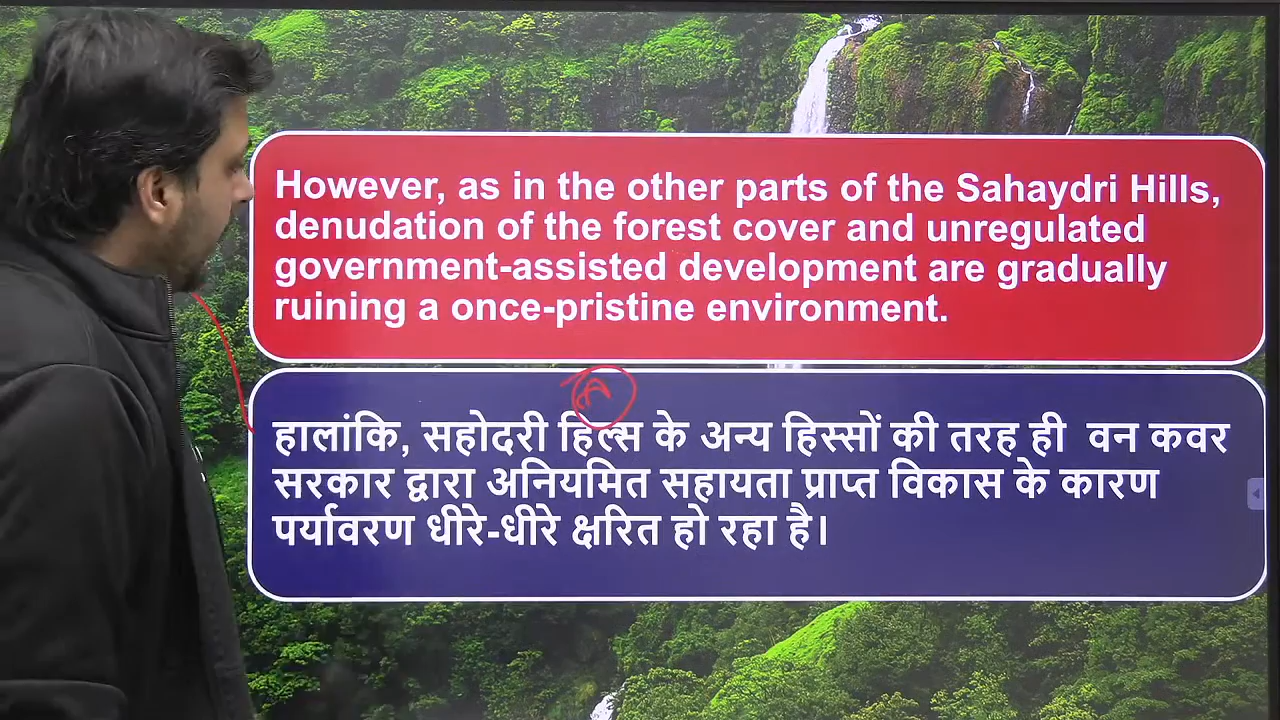 However, as in the other parts of the Sahaydri Hills,
denudation of the forest cover and unregulated
government-assisted development are gradually
ruining a once-pristine environment.
हालांकि, सहोदरी हिल्स के अन्य हिस्सों की तरह ही वन कवर
सरकार द्वारा अनियमित सहायता प्राप्त विकास के कारण
पर्यावरण धीरे-धीरे क्षरित हो रहा है।